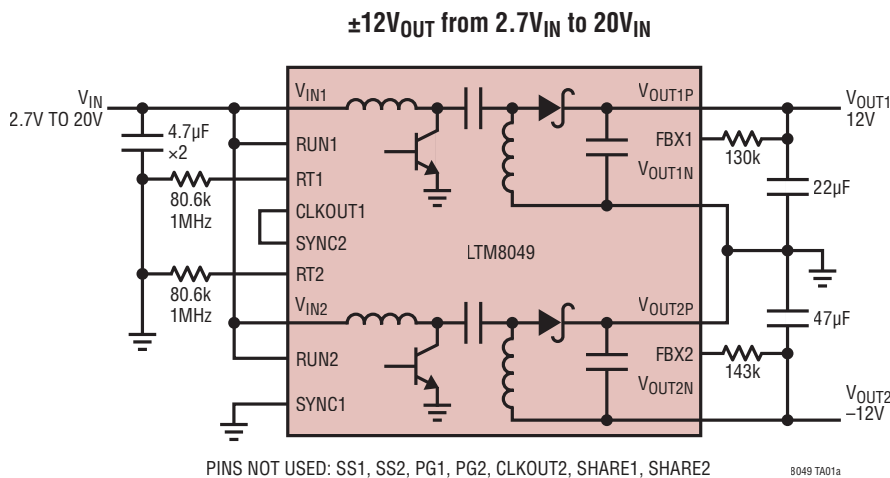 ±12VOUT from 2.7VIN to 20VIN
VIN
2.7V TO 20V
4.7µF
×2
80.6k
1MHz
80.6k
1MHz
VIN1
RUN1
RT1
CLKOUT1
SYNC2
RT2
VIN2
RUN2
SYNC1
LTM8049
VOUT1P
FBX1
VOUT1N
VOUT2P
FBX2
VOUT2N
130k
143k
22µF
47µF
VOUT1
12V
VOUT2
–12V
PINS NOT USED: SS1, SS2, PG1, PG2, CLKOUT2, SHARE1, SHARE2
8049 TA01a